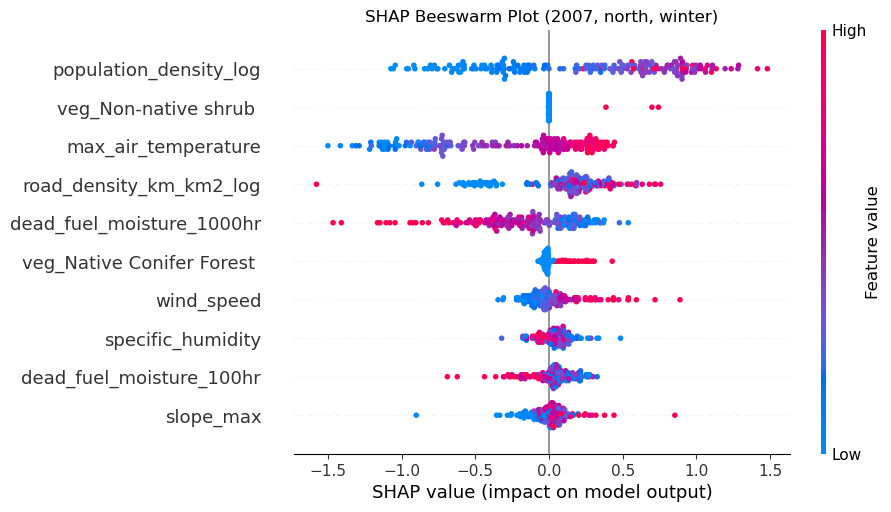 SHAP Beeswarm Plot (2007, north, winter)
High
population_density_log
veg_Non-native shrub
max_air_temperature
road_density_km_km2_log
dead_fuel_moisture_1000hr
veg_Native Conifer Forest
wind_speed
specific_humidity
dead_fuel_moisture_100hr
slope_max
Feature value
Low
−1.5 −1.0 −0.5 0.0 0.5 1.0 1.5
SHAP value (impact on model output)